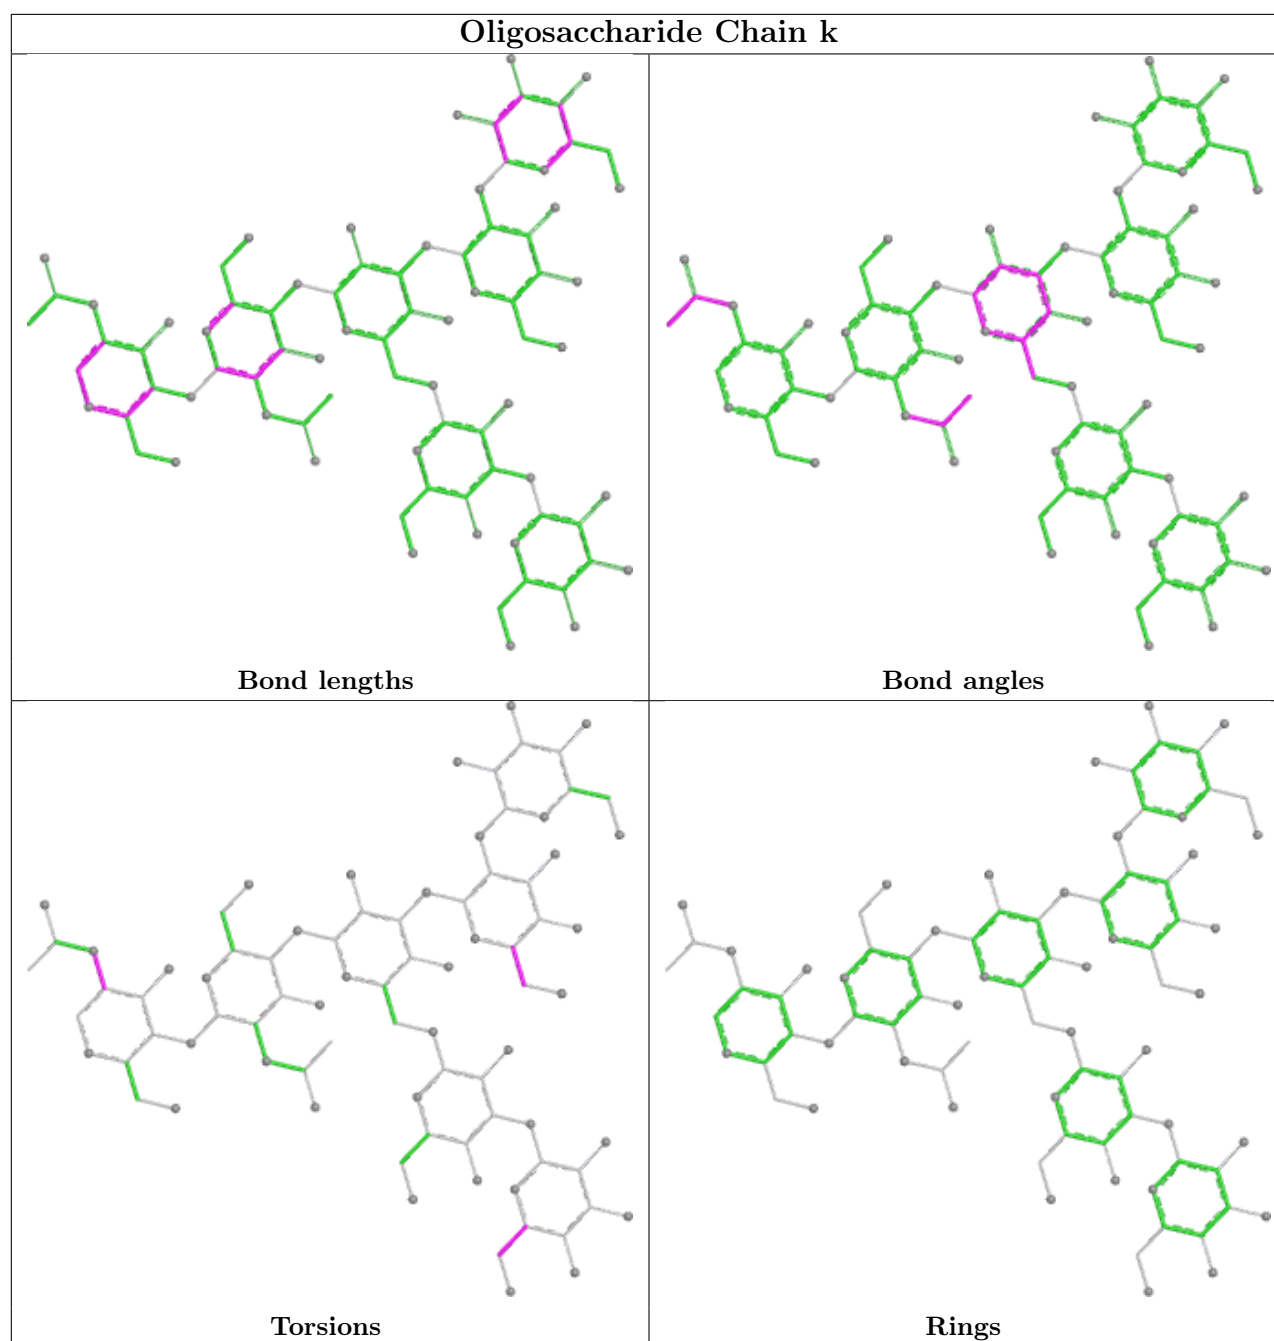 Oligosaccharide Chain k
Bond lengths
Bond angles
Torsions
Rings